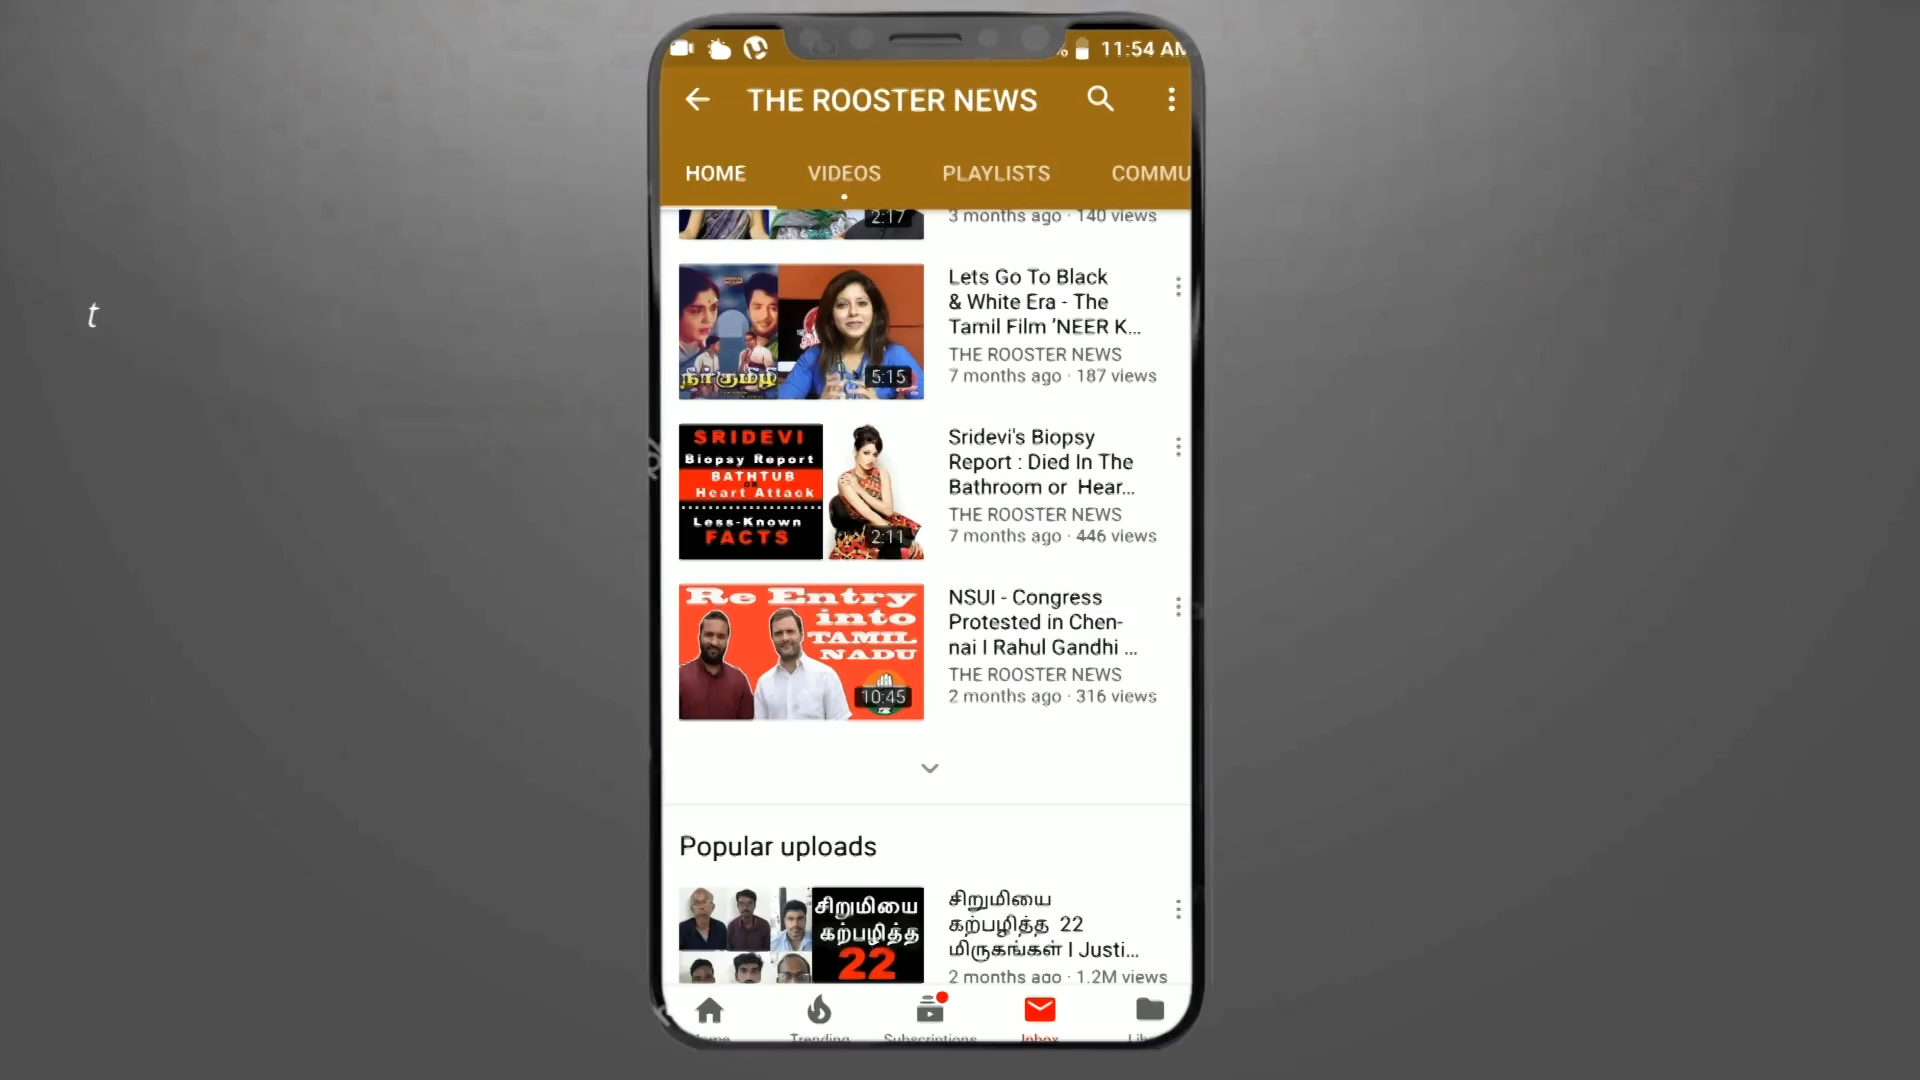 11:54 AM
THE ROOSTER NEWS
HOME
VIDEOS
PLAYLISTS
COMMU
2:17
3 months ago · 140 views
நீர்குமிழி
5:15
Lets Go To Black
& White Era - The
Tamil Film 'NEER K...
THE ROOSTER NEWS
7 months ago · 187 views
t
SRIDEVI
Biopsy Report
BATHTUB
OR
Heart Attack
Less-Known
FACTS
2:11
Sridevi's Biopsy
Report : Died In The
Bathroom or Hear...
THE ROOSTER NEWS
7 months ago · 446 views
Re Entry
into
TAMIL
NADU
10:45
NSUI - Congress
Protested in Chen-
nai I Rahul Gandhi ...
THE ROOSTER NEWS
2 months ago · 316 views
Popular uploads
சிறுமியை
கற்பழித்த
22
சிறுமியை
கற்பழித்த 22
மிருகங்கள் I Justi...
2 months ago · 1.2M views
Trending
Subscriptions
Inbox